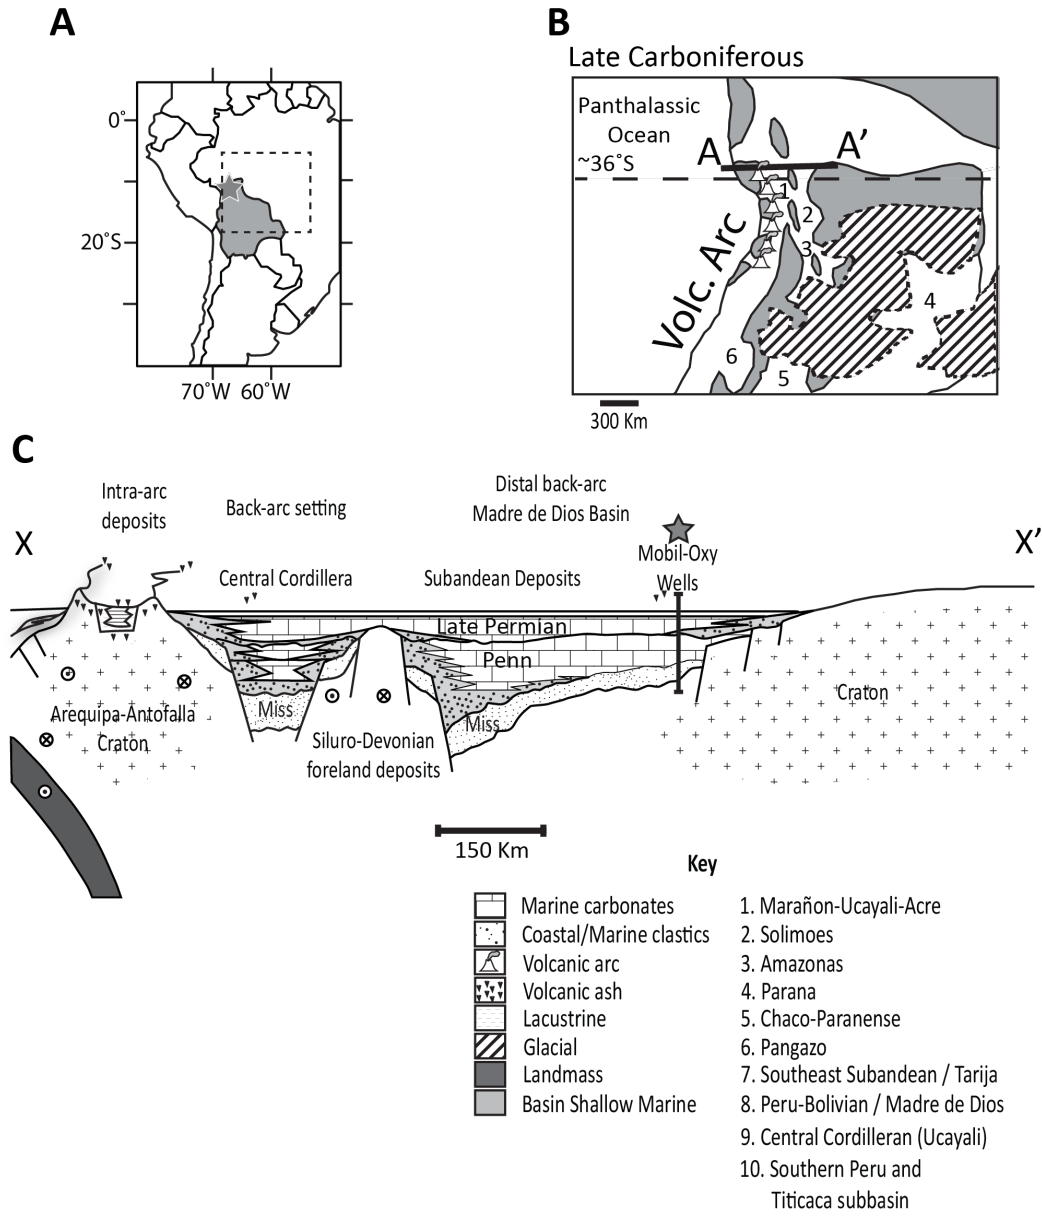 A
0˚
20˚S
70˚W 60˚W
B
Late Carboniferous
Panthalassic
Ocean
~36˚S
A
A’
Volc. Arc
1
2
3
4
5
6
300 Km
C
Intra-arc
deposits
Back-arc setting
Distal back-arc
Madre de Dios Basin
X
X’
Mobil-Oxy
Wells
Central Cordillera
Subandean Deposits
Late Permian
Penn
Miss
Miss
Craton
Arequipa-Antofalla
Craton
Siluro-Devonian
foreland deposits
150 Km
Key
Marine carbonates
Coastal/Marine clastics
Volcanic arc
Volcanic ash
Lacustrine
Glacial
Landmass
Basin Shallow Marine
1. Marañon-Ucayali-Acre
2. Solimoes
3. Amazonas
4. Parana
5. Chaco-Paranense
6. Pangazo
7. Southeast Subandean / Tarija
8. Peru-Bolivian / Madre de Dios
9. Central Cordilleran (Ucayali)
10. Southern Peru and
Titicaca subbasin